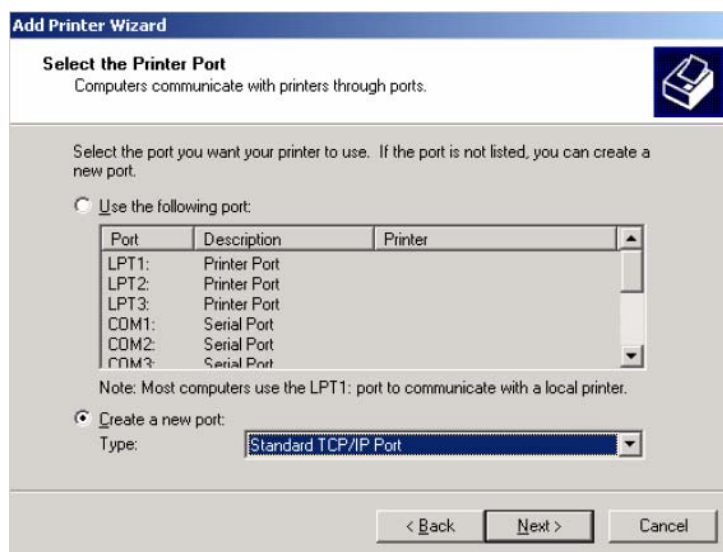 Add Printer Wizard
Select the Printer Port
Computers communicate with printers through ports.
Select the port you want your printer to use. If the port is not listed, you can create a
new port.
Use the following port:
Port Description Printer
LPT1: Printer Port
LPT2: Printer Port
LPT3: Printer Port
COM1: Serial Port
COM2: Serial Port
COM3: Serial Port
Note: Most computers use the LPT1: port to communicate with a local printer.
Create a new port:
Type: Standard TCP/IP Port
< Back Next > Cancel